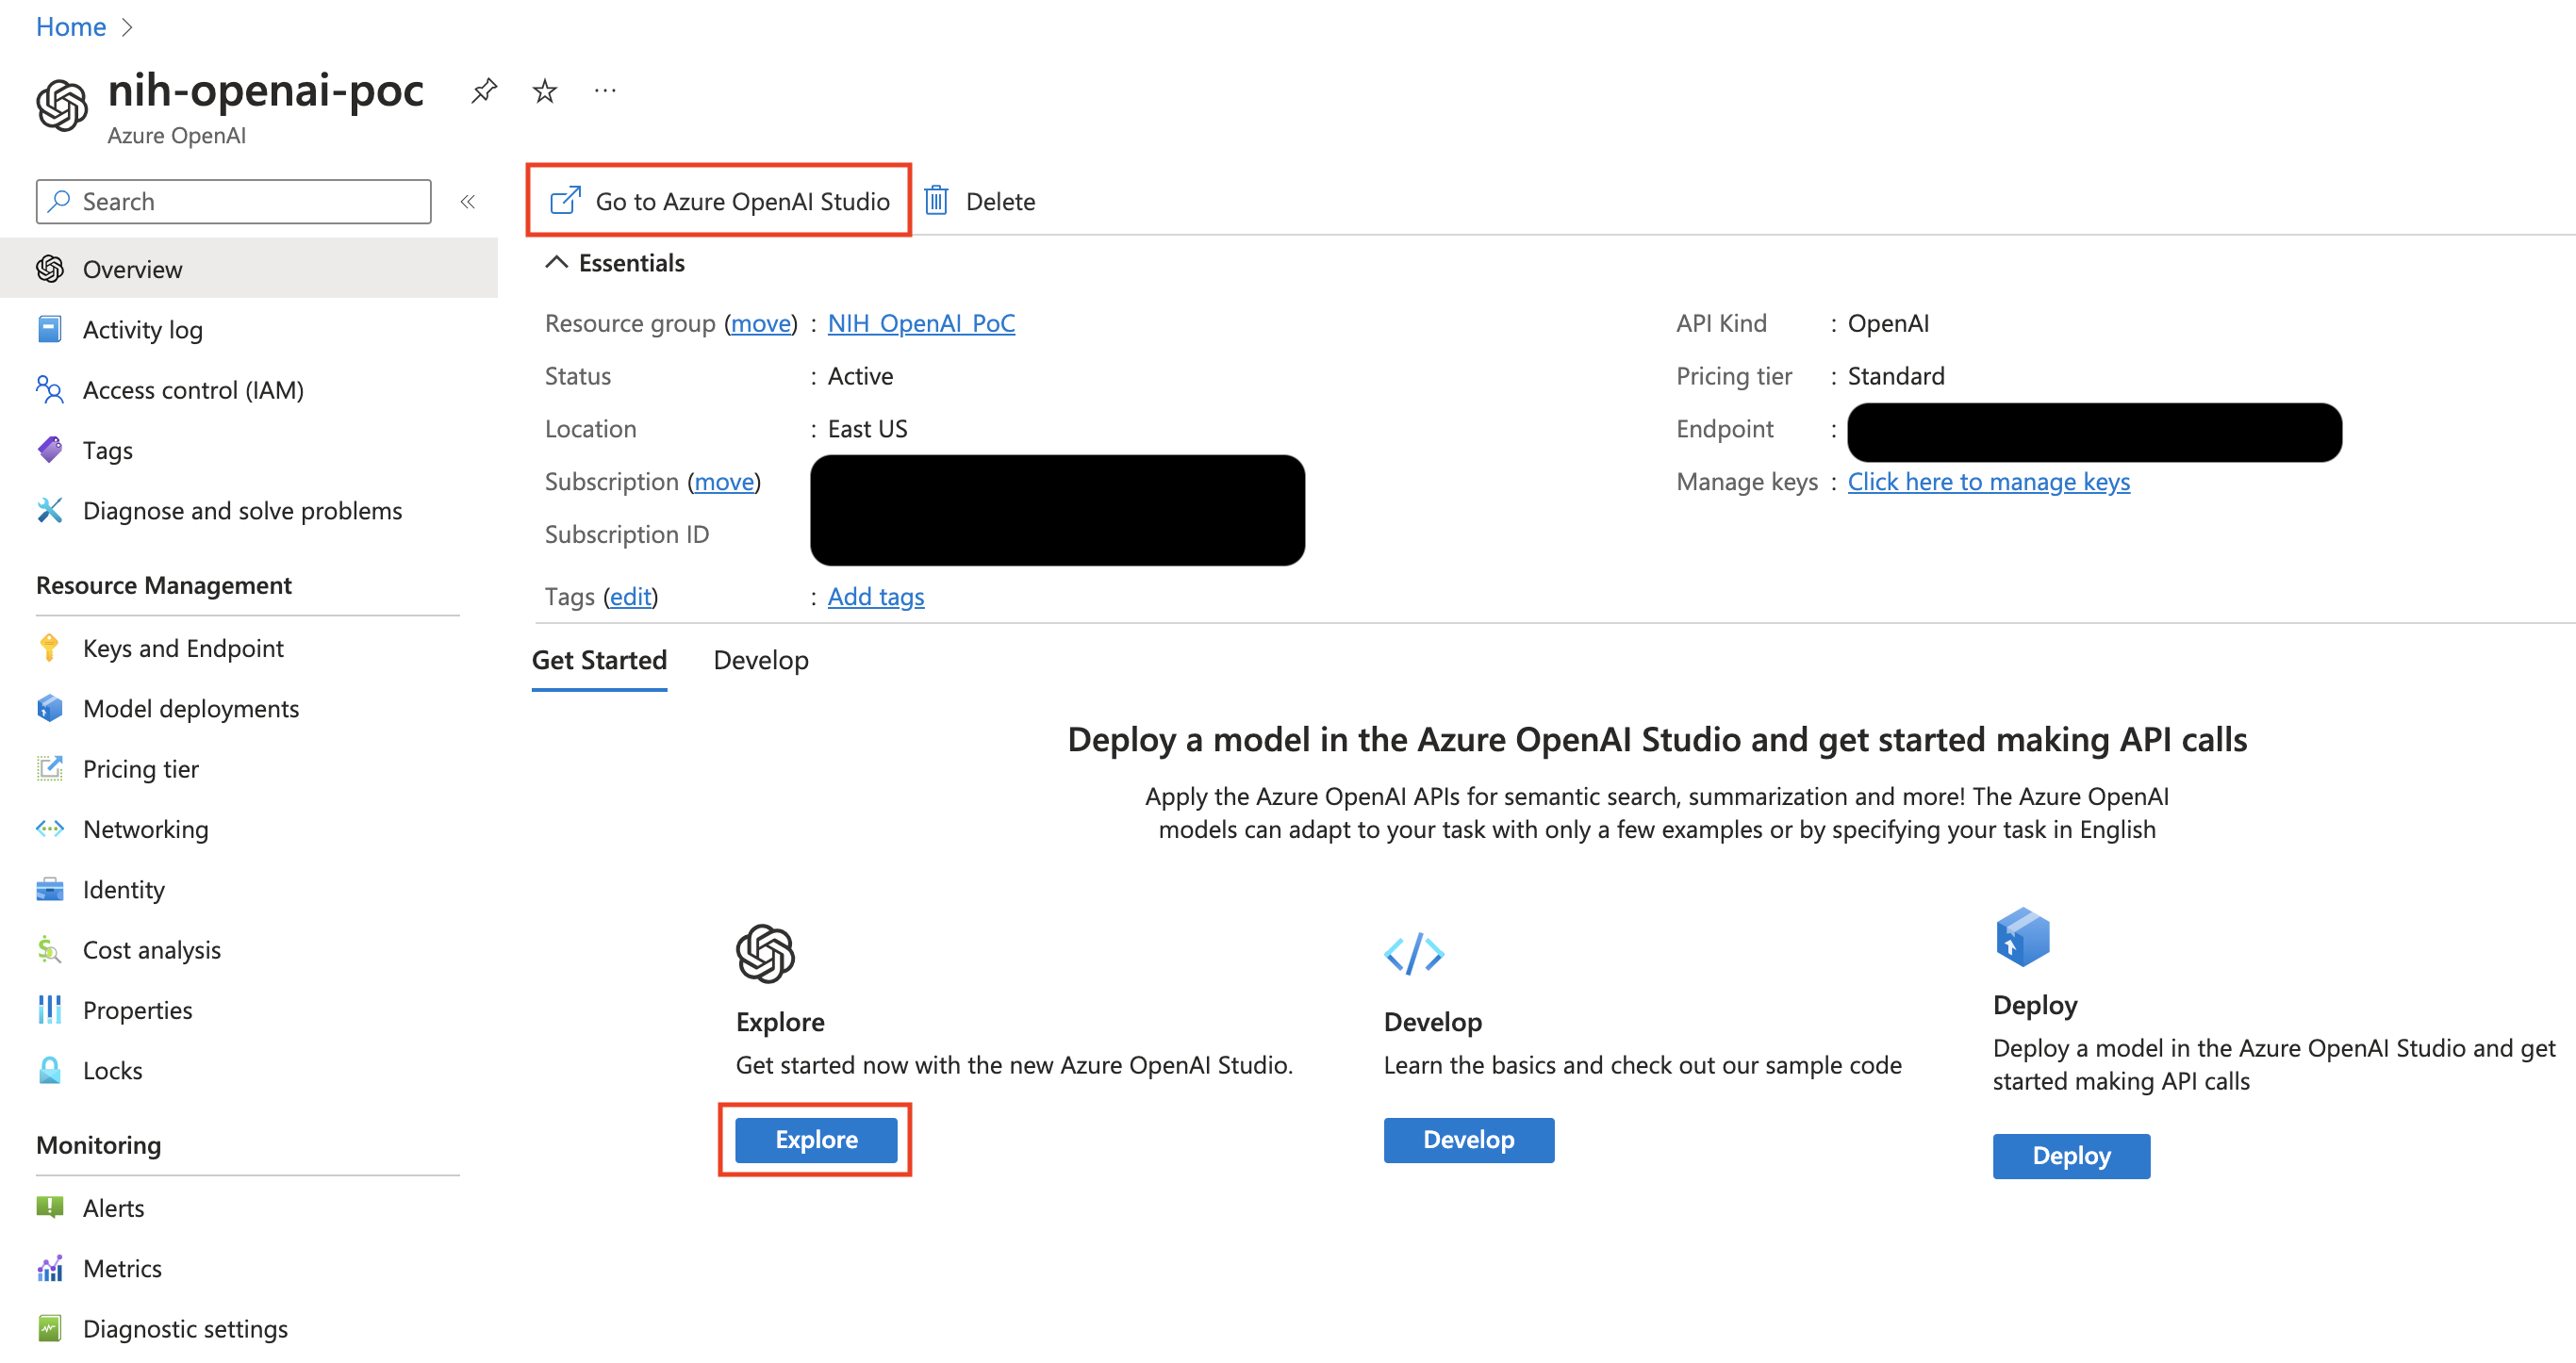 Home >
nih-openai-poc
Azure OpenAI
Search
Go to Azure OpenAI Studio
Delete
Overview
Activity log
Access control (IAM)
Tags
Diagnose and solve problems
Resource Management
Keys and Endpoint
Model deployments
Pricing tier
Networking
Identity
Cost analysis
Properties
Locks
Monitoring
Alerts
Metrics
Diagnostic settings
Essentials
Resource group (move) : NIH_OpenAI_PoC
Status : Active
Location : East US
Subscription (move)
Subscription ID
Tags (edit) : Add tags
API Kind : OpenAI
Pricing tier : Standard
Endpoint :
Manage keys : Click here to manage keys
Get Started
Develop
Deploy a model in the Azure OpenAI Studio and get started making API calls
Apply the Azure OpenAI APIs for semantic search, summarization and more! The Azure OpenAI
models can adapt to your task with only a few examples or by specifying your task in English
Explore
Get started now with the new Azure OpenAI Studio.
Explore
Develop
Learn the basics and check out our sample code
Develop
Deploy
Deploy a model in the Azure OpenAI Studio and get
started making API calls
Deploy